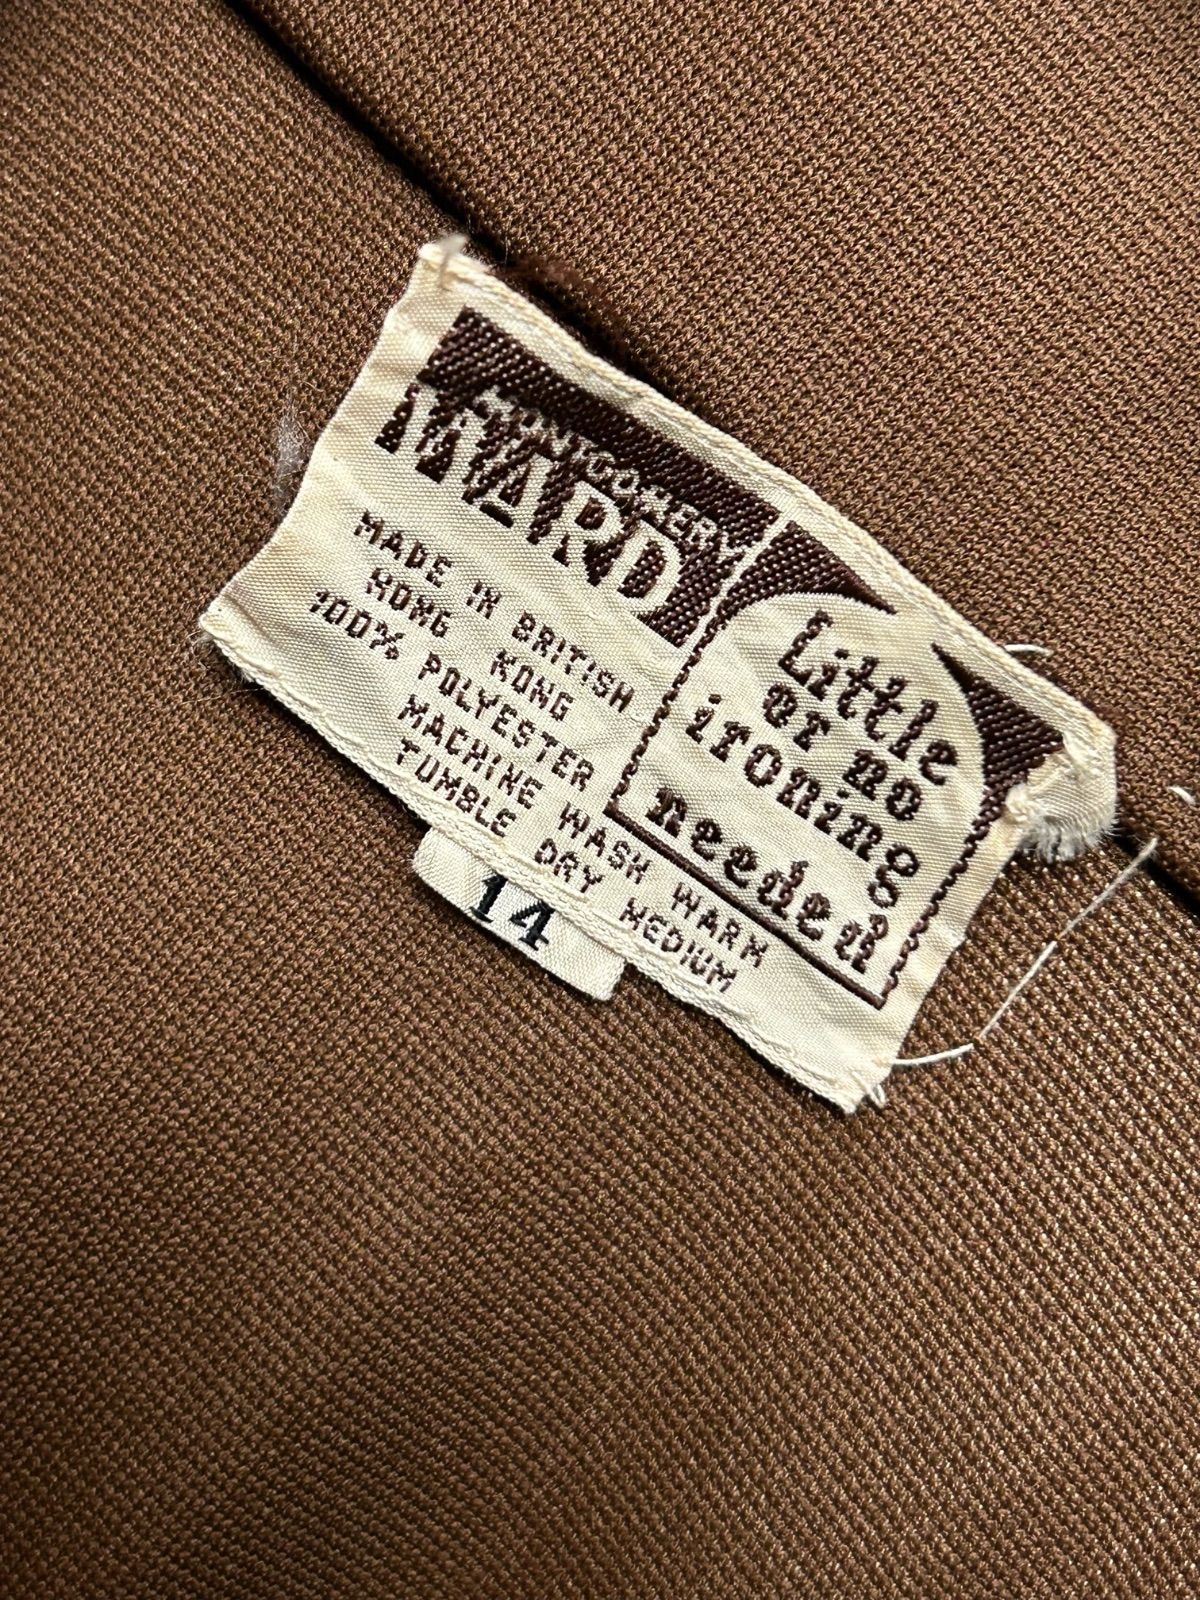 MONTGOMERY
WARD
MADE IN BRITISH
HONG KONG
100% POLYESTER
MACHINE WASH WARM
TUMBLE DRY MEDIUM
Little
or no
ironing
needed
14